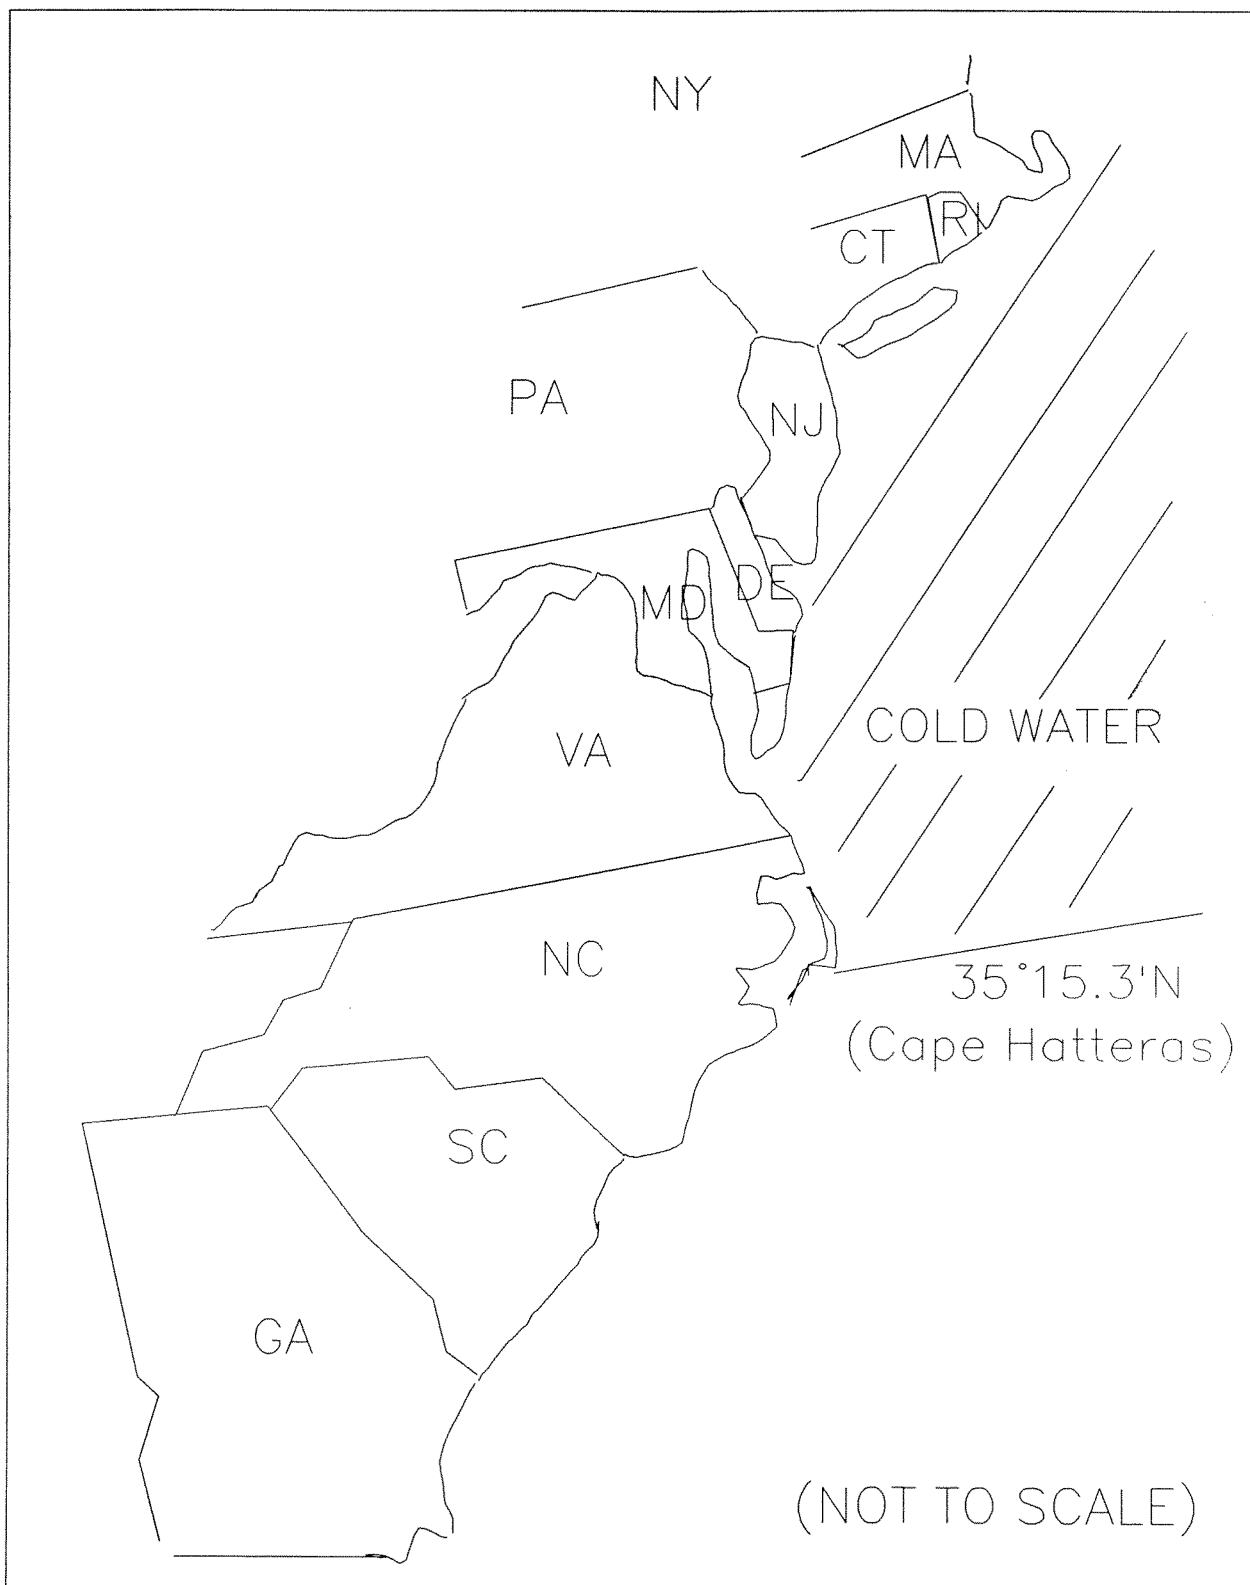 NY
MA
RI
CT
PA
NJ
DE
MD
COLD WATER
VA
NC
35°15.3'N
(Cape Hatteras)
SC
GA
(NOT TO SCALE)